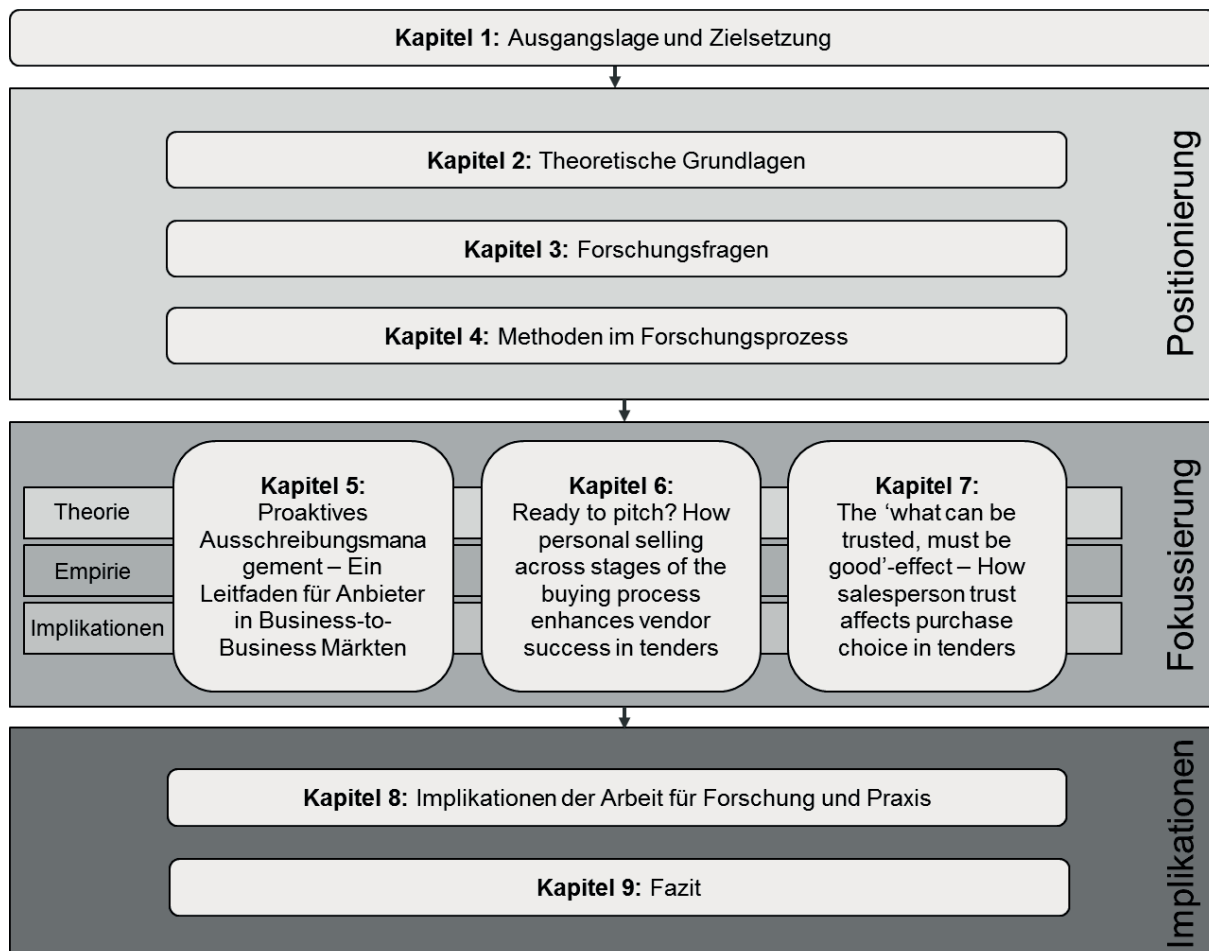 Kapitel 1: Ausgangslage und Zielsetzung
Positionierung
Kapitel 2: Theoretische Grundlagen
Kapitel 3: Forschungsfragen
Kapitel 4: Methoden im Forschungsprozess
Fokussierung
Theorie
Empirie
Implikationen
Kapitel 5:
Proaktives
Ausschreibungsmana
gement – Ein
Leitfaden für Anbieter
in Business-to-
Business Märkten
Kapitel 6:
Ready to pitch? How
personal selling
across stages of the
buying process
enhances vendor
success in tenders
Kapitel 7:
The ‘what can be
trusted, must be
good’-effect – How
salesperson trust
affects purchase
choice in tenders
Implikationen
Kapitel 8: Implikationen der Arbeit für Forschung und Praxis
Kapitel 9: Fazit